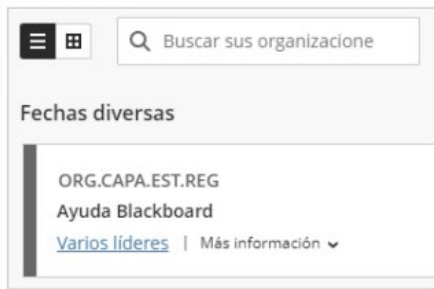 Buscar sus organizacione
Fechas diversas
ORG.CAPA.EST.REG
Ayuda Blackboard
Varios líderes | Más información